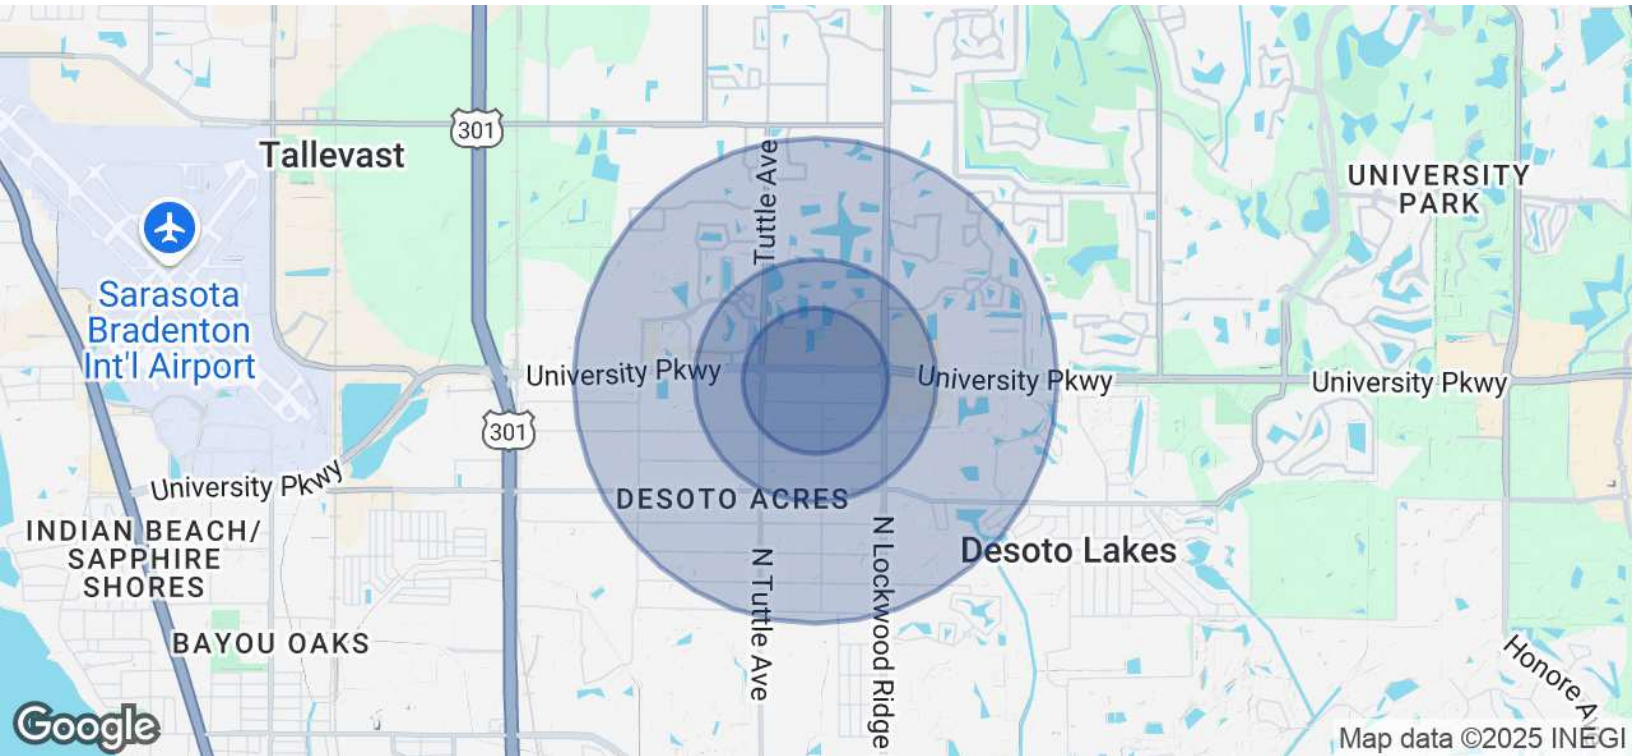 301
Tallevast
Tuttle Ave
UNIVERSITY
PARK
Sarasota
Bradenton
Int'l Airport
University Pkwy
University Pkwy
University Pkwy
301
University Pkwy
DESOTO ACRES
INDIAN BEACH/
SAPPHIRE
SHORES
N Tuttle Ave
N Lockwood Ridge
Desoto Lakes
BAYOU OAKS
Honore A
Google
Map data ©2025 INEGI